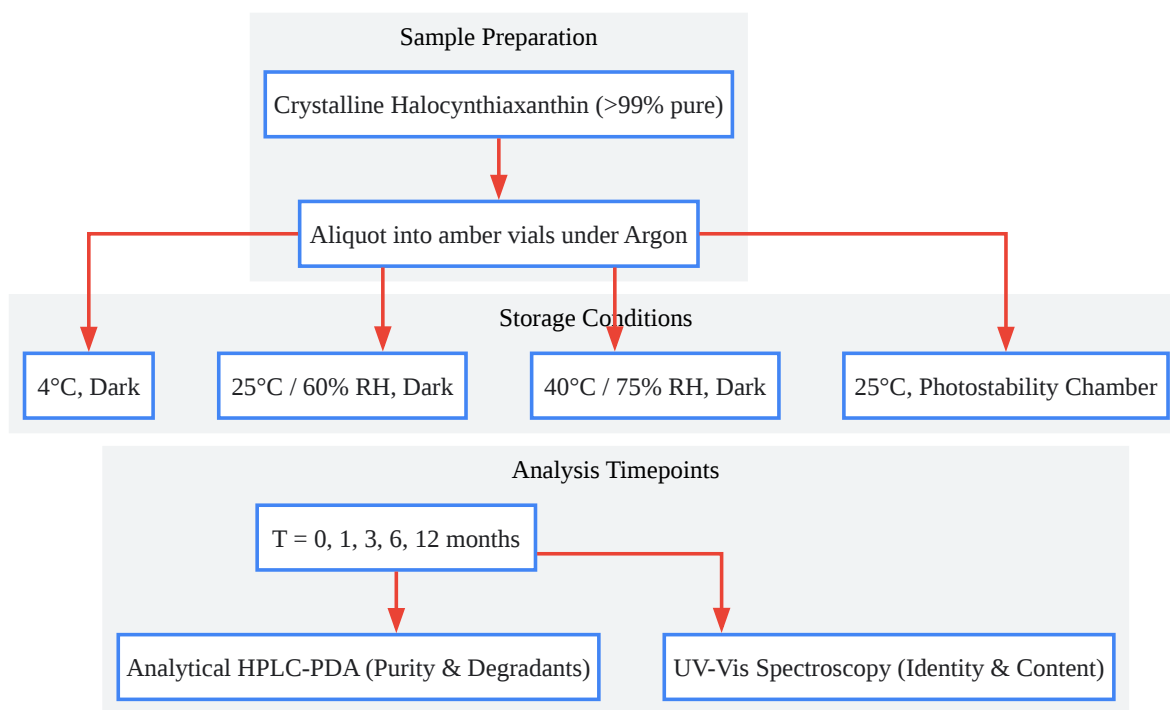 Sample Preparation
Crystalline Halocynthiaxanthin (>99% pure)
Aliquot into amber vials under Argon
Storage Conditions
4°C, Dark
25°C / 60% RH, Dark
40°C / 75% RH, Dark
25°C, Photostability Chamber
Analysis Timepoints
T = 0, 1, 3, 6, 12 months
Analytical HPLC-PDA (Purity & Degradants)
UV-Vis Spectroscopy (Identity & Content)